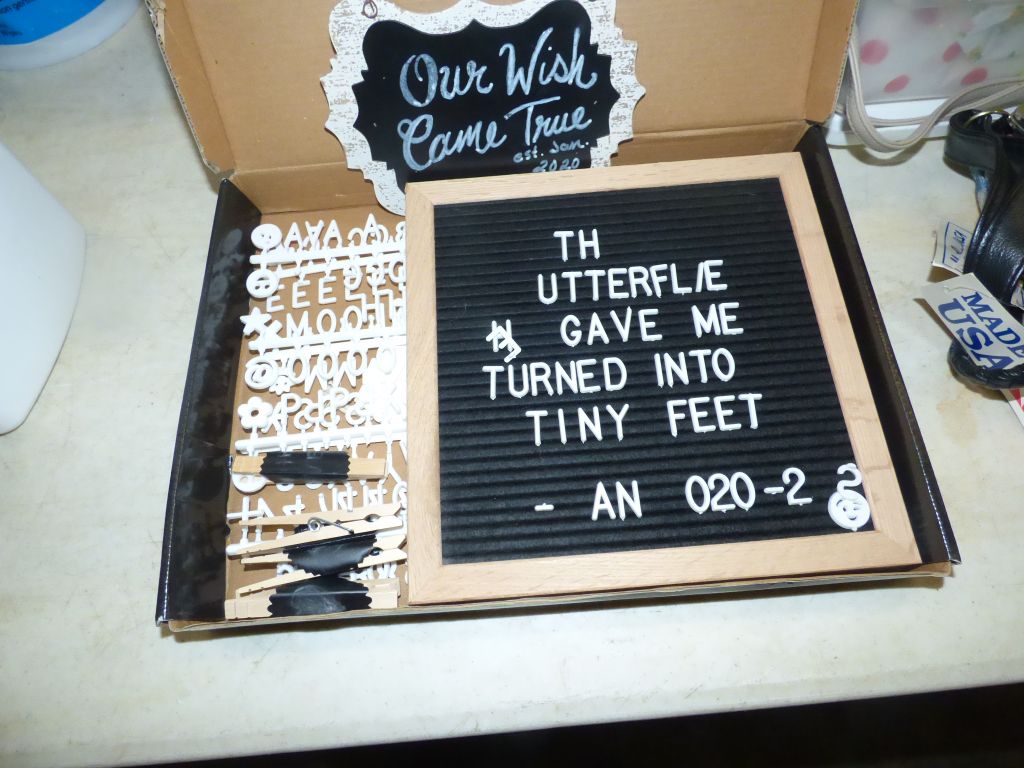 Our Wish
Came True
est. Jan.
2020
TH
UTTERFL/E
GAVE ME
TURNED INTO
TINY FEET
- AN 020-2
MADE
USA